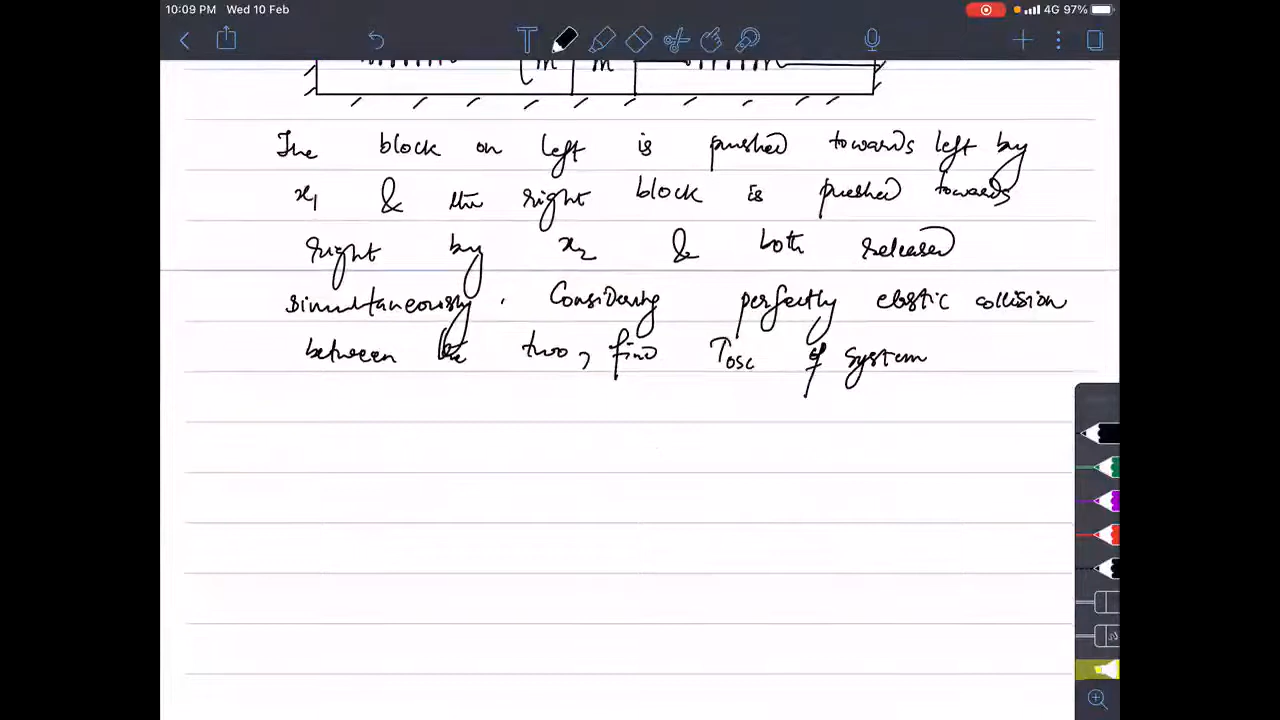 10:09 PM Wed 10 Feb 4G 97%
T
m m
The block on left is pushed towards left by
x₁ & the right block is pushed towards
right by x₂ & both released
simultaneously. Considering perfectly elastic collision
between the two, find Tosc of system